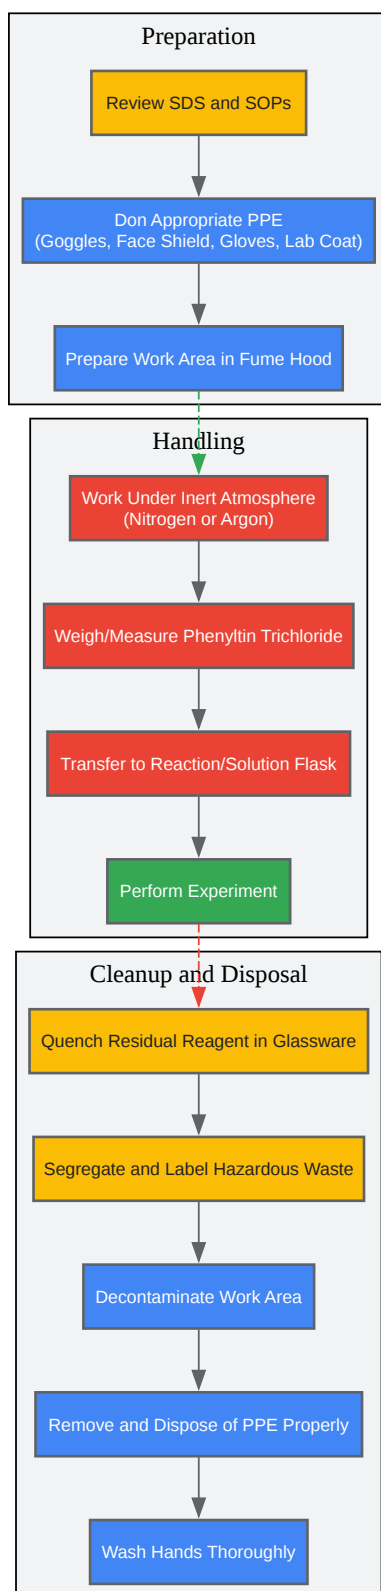 Preparation
Review SDS and SOPs
Don Appropriate PPE
(Goggles, Face Shield, Gloves, Lab Coat)
Prepare Work Area in Fume Hood
Handling
Work Under Inert Atmosphere
(Nitrogen or Argon)
Weigh/Measure Phenyltin Trichloride
Transfer to Reaction/Solution Flask
Perform Experiment
Cleanup and Disposal
Quench Residual Reagent in Glassware
Segregate and Label Hazardous Waste
Decontaminate Work Area
Remove and Dispose of PPE Properly
Wash Hands Thoroughly